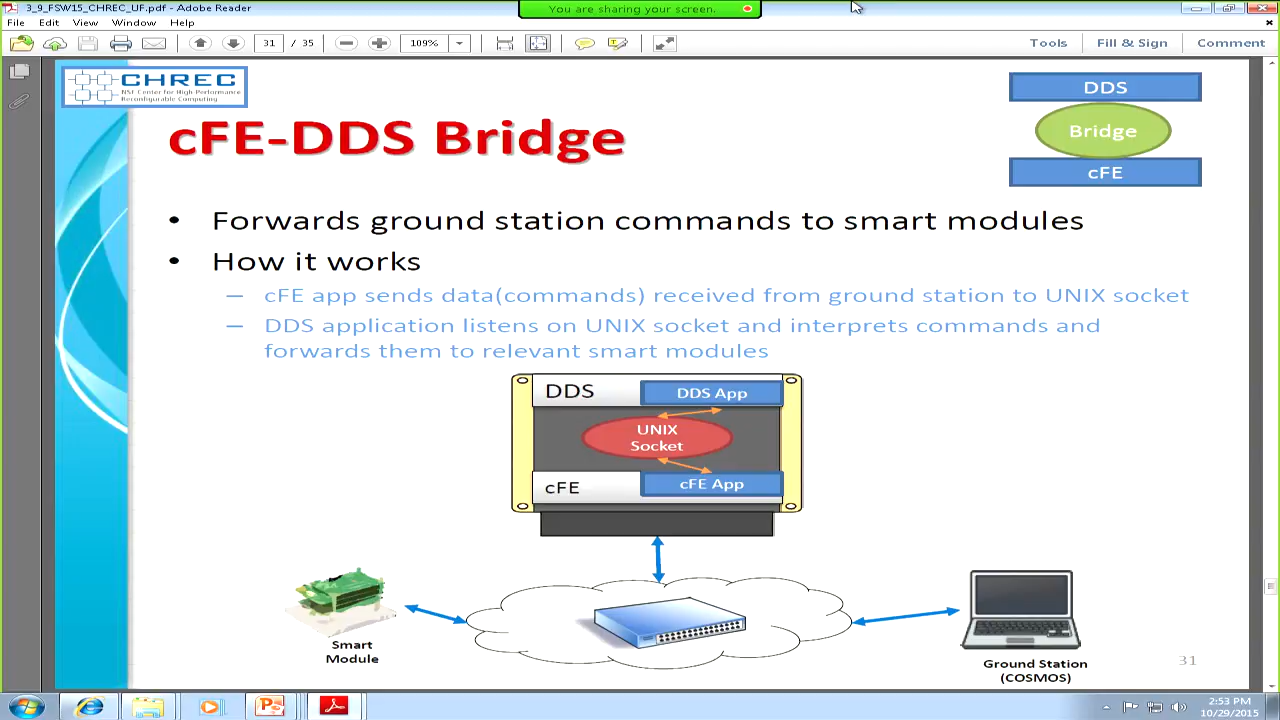 3_9_FSW15_CHREC_UF.pdf - Adobe Reader
You are sharing your screen.
File Edit View Window Help
31 / 35
109%
Tools Fill & Sign Comment
CHREC
NSF Center for High-Performance
Reconfigurable Computing
DDS
Bridge
cFE
cFE-DDS Bridge
• Forwards ground station commands to smart modules
• How it works
– cFE app sends data(commands) received from ground station to UNIX socket
– DDS application listens on UNIX socket and interprets commands and
forwards them to relevant smart modules
DDS
DDS App
UNIX
Socket
cFE
cFE App
Smart
Module
Ground Station
(COSMOS)
31
2:53 PM
10/29/2015